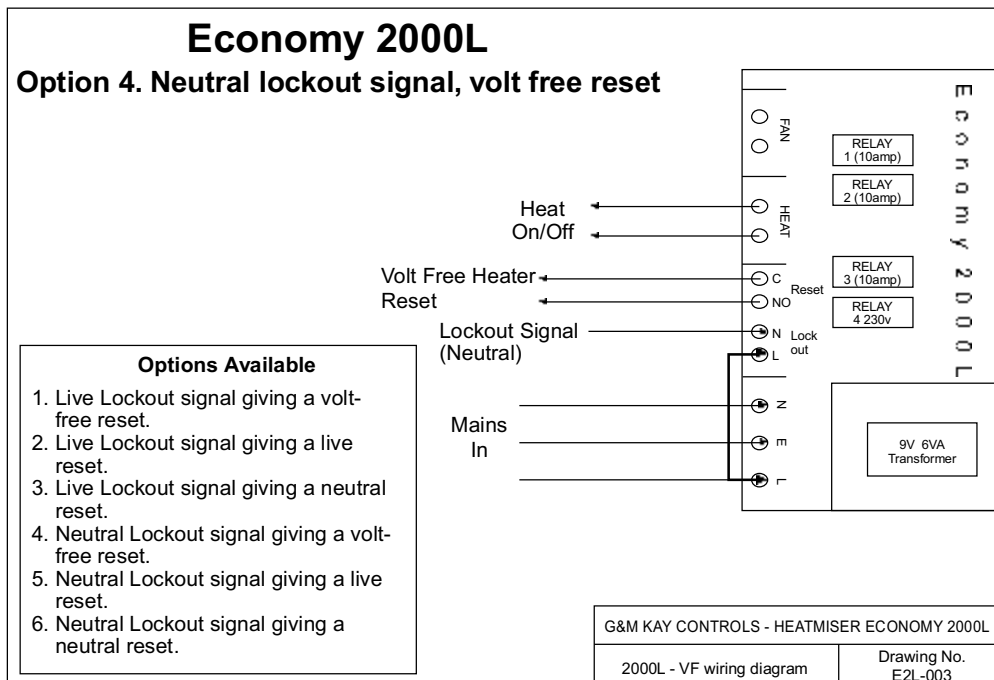 Economy 2000L
Option 4. Neutral lockout signal, volt free reset
FAN
HEAT
Heat
On/Off
Volt Free Heater
Reset
C
NO
Reset
Lockout Signal
(Neutral)
N
L
Lock
out
Mains
In
N
E
L
RELAY
1 (10amp)
RELAY
2 (10amp)
RELAY
3 (10amp)
RELAY
4 230v
9V 6VA
Transformer
Economy 2000L
Options Available
1. Live Lockout signal giving a volt-
free reset.
2. Live Lockout signal giving a live
reset.
3. Live Lockout signal giving a neutral
reset.
4. Neutral Lockout signal giving a volt-
free reset.
5. Neutral Lockout signal giving a live
reset.
6. Neutral Lockout signal giving a
neutral reset.
G&M KAY CONTROLS - HEATMISER ECONOMY 2000L
2000L - VF wiring diagram
Drawing No.
E2L-003